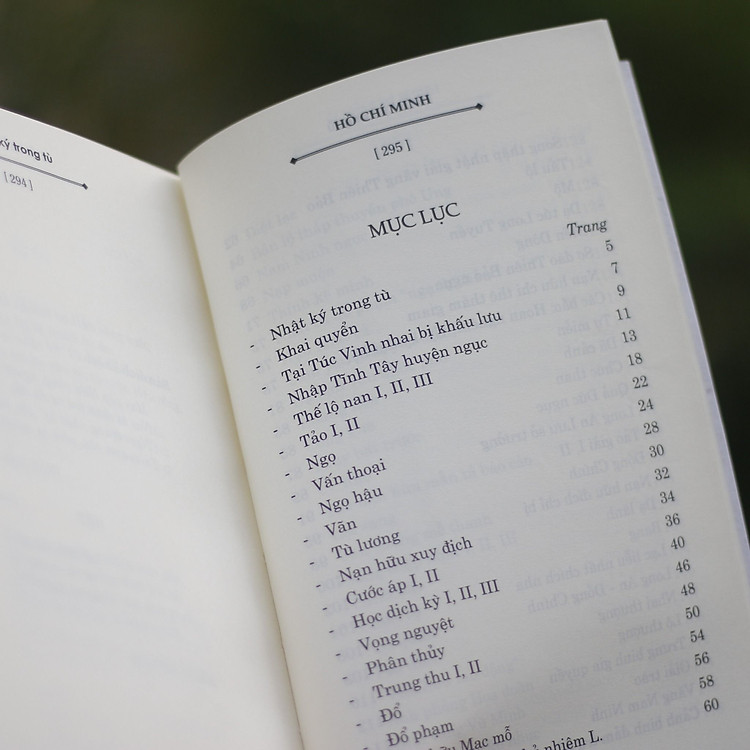 ký trong tù
[294]
HỒ CHÍ MINH
[295]
MỤC LỤC
Trang
- Nhật ký trong tù 5
- Khai quyển 7
- Tại Túc Vinh nhai bị khấu lưu 9
- Nhập Tĩnh Tây huyện ngục 11
- Thế lộ nan I, II, III 13
- Tảo I, II 18
- Ngọ 22
- Vấn thoại 24
- Ngọ hậu 28
- Vãn 30
- Tù lương 32
- Nạn hữu xuy địch 34
- Cước áp I, II 36
- Học dịch kỳ I, II, III 40
- Vọng nguyệt 46
- Phân thủy 48
- Trung thu I, II 50
- Đổ 54
- Đổ phạm 56
Mạc mỗ 58
nhiệm L. 60